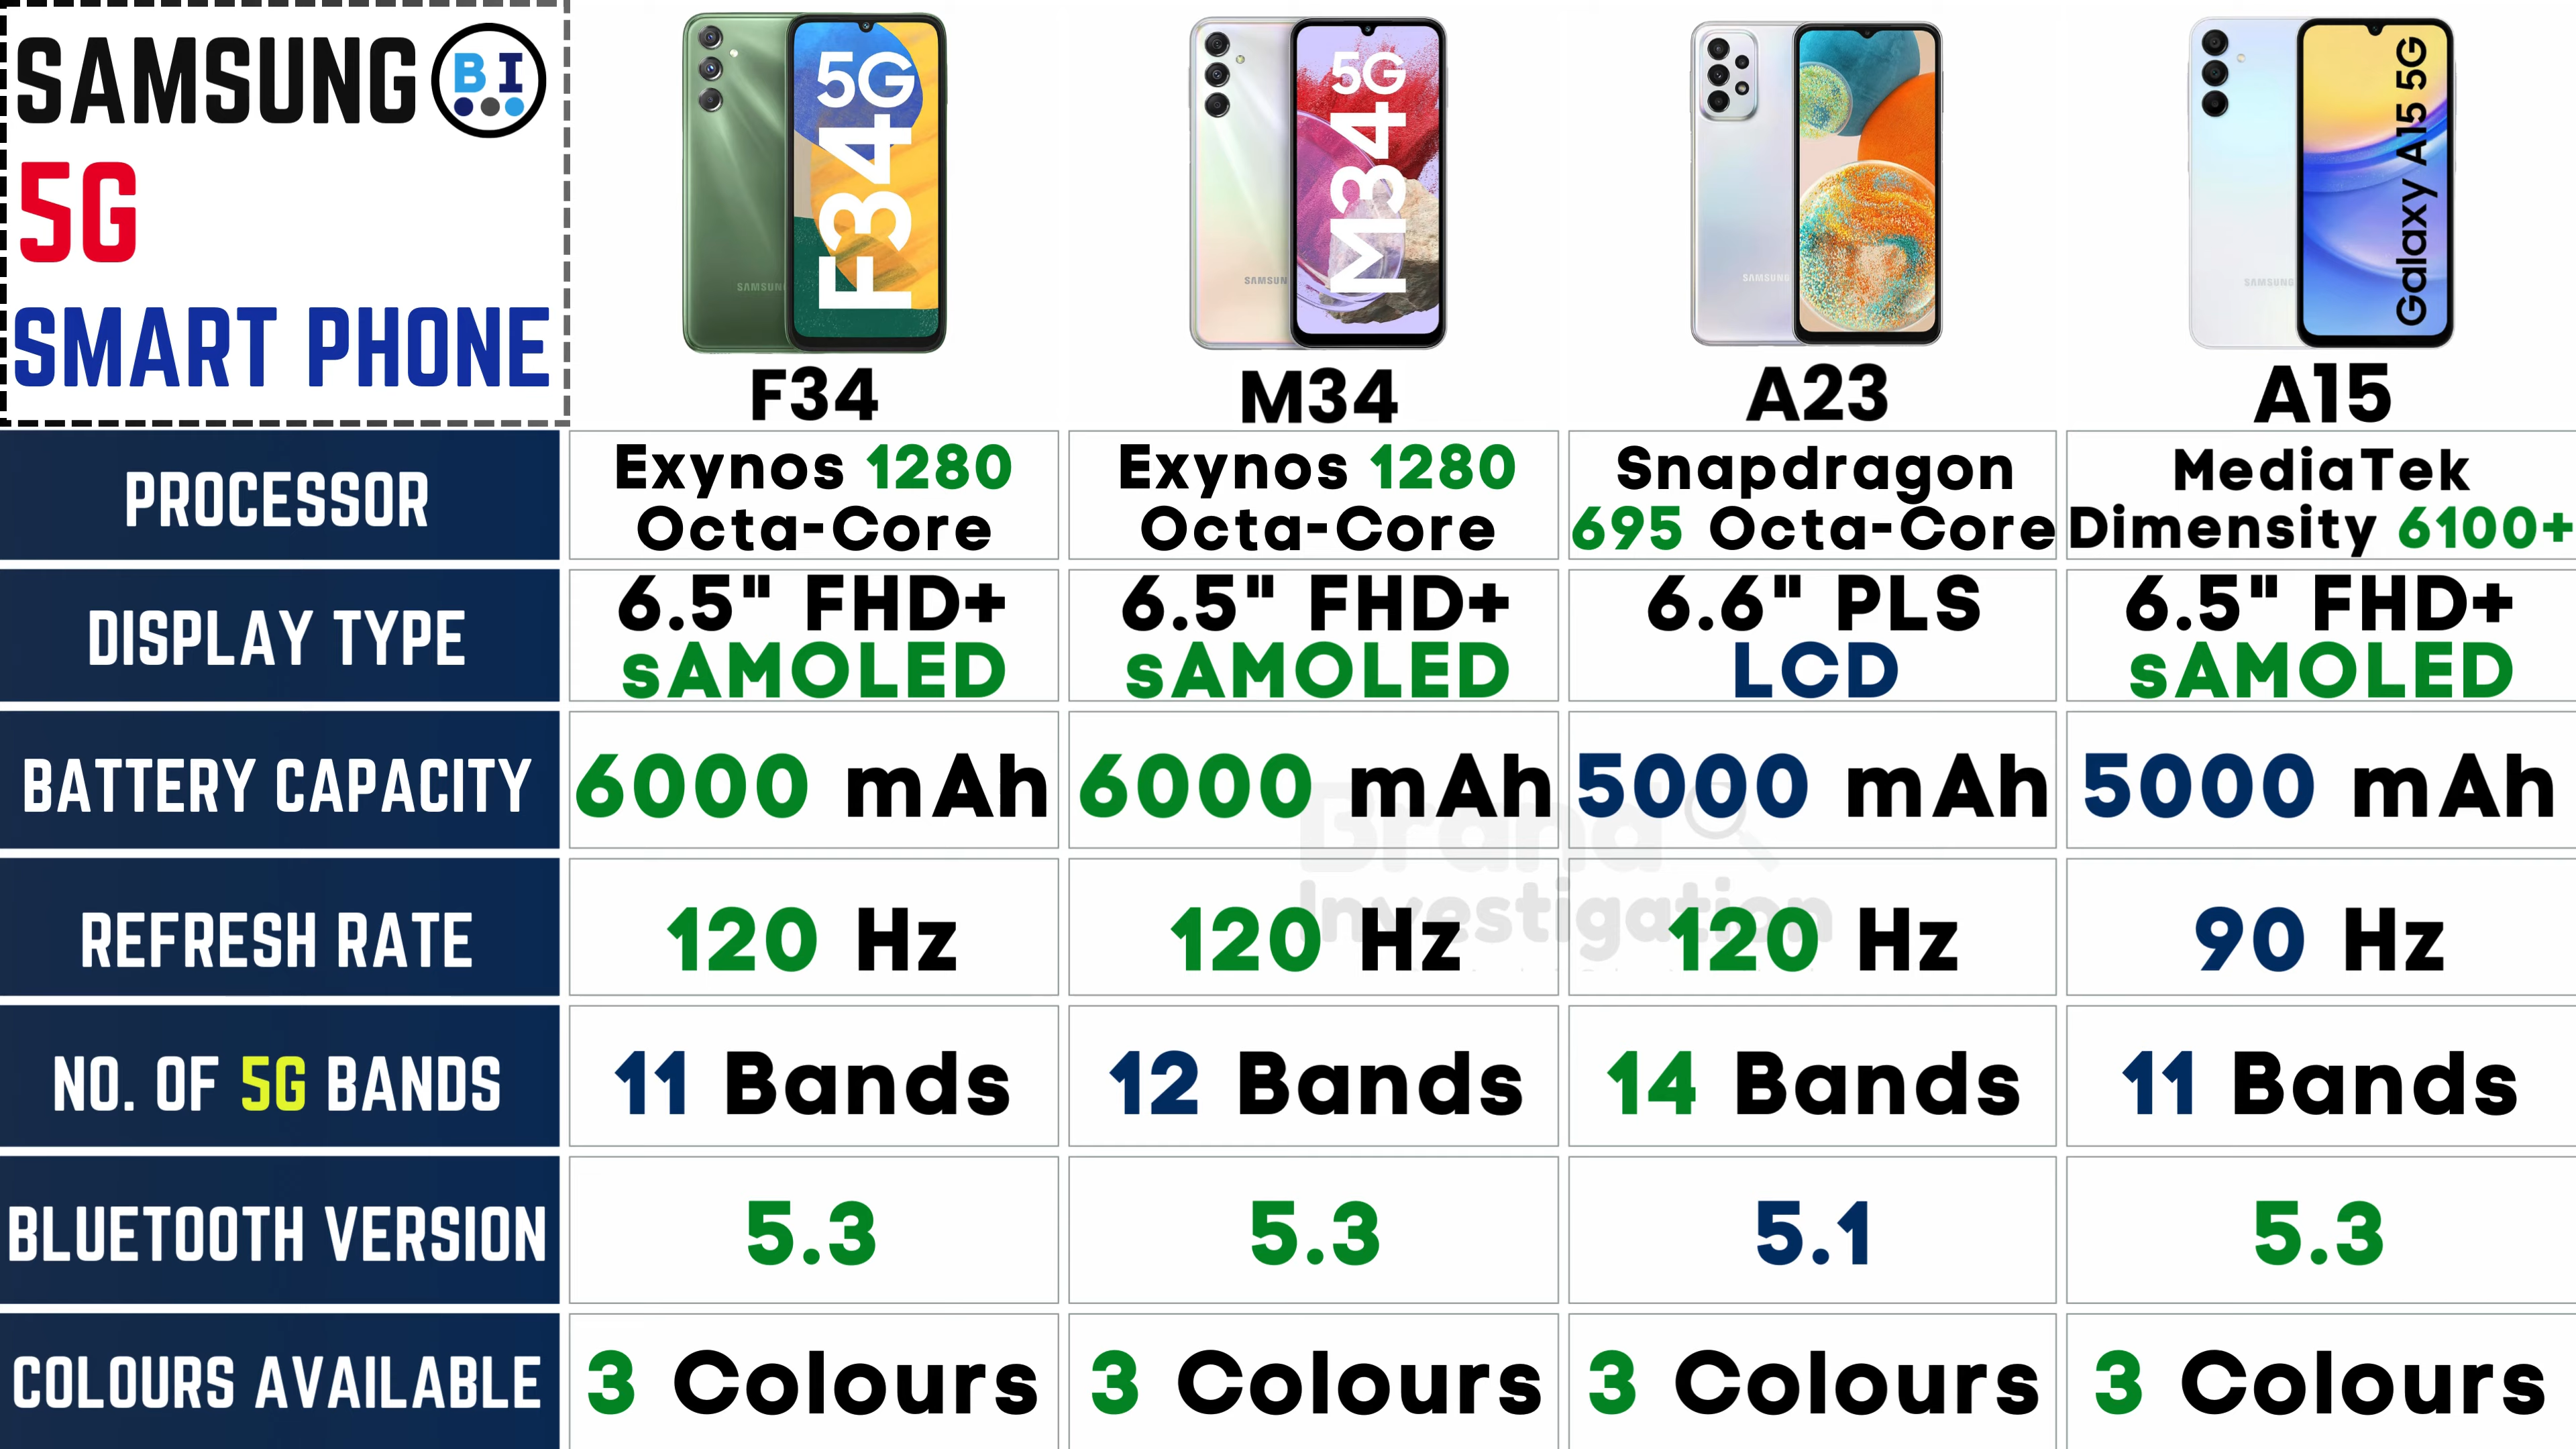 SAMSUNG BI
5G
SMART PHONE
5G
F34
SAMSUNG
F34
5G
M34
SAMSUN
M34
SAMSUNG
A23
Galaxy A15 5G
SAMSUNG
A15
PROCESSOR
Exynos 1280
Octa-Core
Exynos 1280
Octa-Core
Snapdragon
695 Octa-Core
MediaTek
Dimensity 6100+
DISPLAY TYPE
6.5" FHD+
sAMOLED
6.5" FHD+
sAMOLED
6.6" PLS
LCD
6.5" FHD+
sAMOLED
BATTERY CAPACITY
6000 mAh
6000 mAh
5000 mAh
5000 mAh
Brand
Investigation
REFRESH RATE
120 Hz
120 Hz
120 Hz
90 Hz
NO. OF 5G BANDS
11 Bands
12 Bands
14 Bands
11 Bands
BLUETOOTH VERSION
5.3
5.3
5.1
5.3
COLOURS AVAILABLE
3 Colours
3 Colours
3 Colours
3 Colours